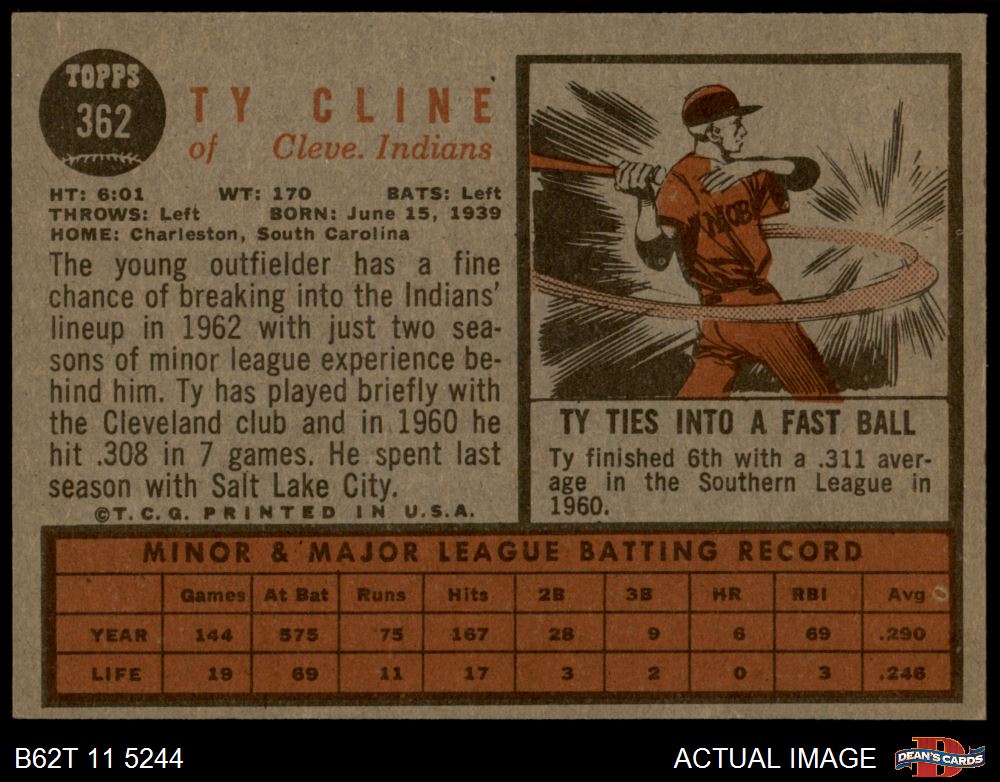 TOPPS
362
TY CLINE
of Cleve. Indians
HT: 6:01 WT: 170 BATS: Left
THROWS: Left BORN: June 15, 1939
HOME: Charleston, South Carolina
The young outfielder has a fine
chance of breaking into the Indians'
lineup in 1962 with just two sea-
sons of minor league experience be-
hind him. Ty has played briefly with
the Cleveland club and in 1960 he
hit .308 in 7 games. He spent last
season with Salt Lake City.
©T.C.G. PRINTED IN U.S.A.
MOB
TY TIES INTO A FAST BALL
Ty finished 6th with a .311 aver-
age in the Southern League in
1960.
MINOR & MAJOR LEAGUE BATTING RECORD
Games At Bat Runs Hits 2B 3B HR RBI Avg
YEAR 144 575 75 167 28 9 6 69 .290
LIFE 19 69 11 17 3 2 0 3 .246
B62T 11 5244
ACTUAL IMAGE
D
DEAN'S CARDS